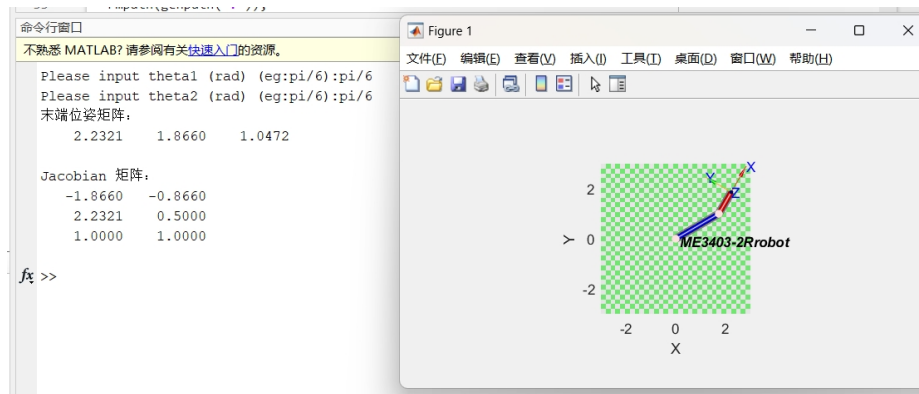 命令行窗口
不熟悉 MATLAB? 请参阅有关快速入门的资源。
Please input theta1 (rad) (eg:pi/6):pi/6
Please input theta2 (rad) (eg:pi/6):pi/6
末端位姿矩阵:
2.2321 1.8660 1.0472
Jacobian 矩阵:
-1.8660 -0.8660
2.2321 0.5000
1.0000 1.0000
fx >>
Figure 1
文件(F) 编辑(E) 查看(V) 插入(I) 工具(T) 桌面(D) 窗口(W) 帮助(H)
X
Y
Z
2
Y 0
ME3403-2Rrobot
-2
-2 0 2
X